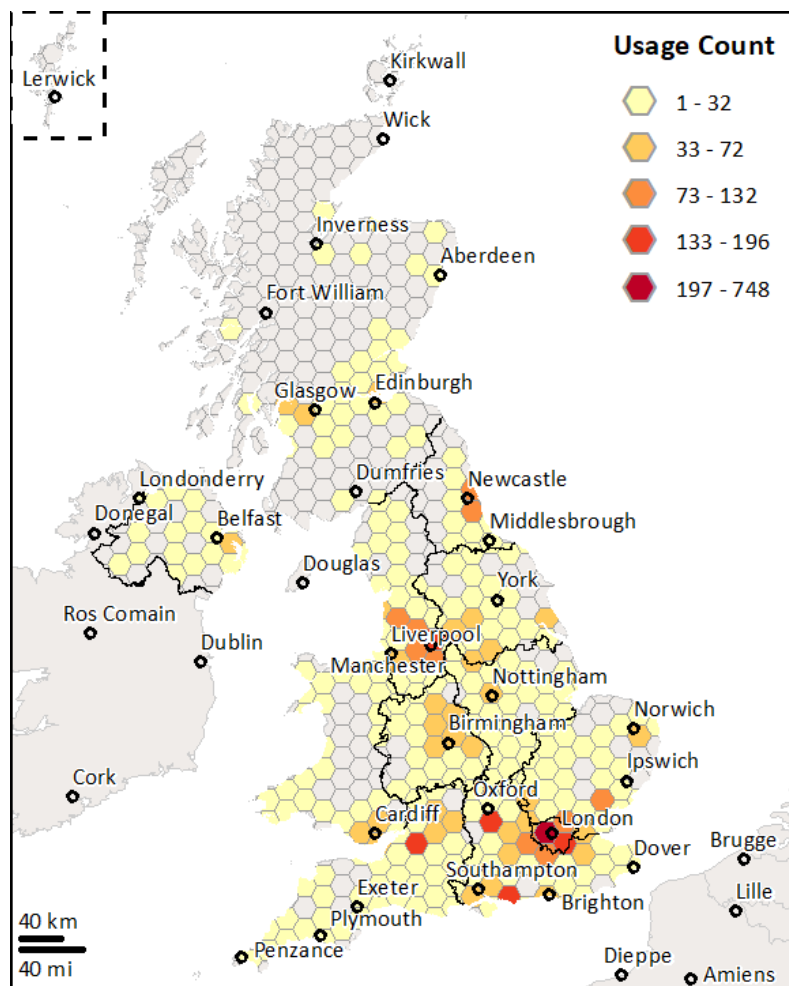 Usage Count
1 - 32
33 - 72
73 - 132
133 - 196
197 - 748
Lerwick
Kirkwall
Wick
Inverness
Aberdeen
Fort William
Glasgow
Edinburgh
Dumfries
Londonderry
Newcastle
Donegal
Belfast
Middlesbrough
Douglas
York
Ros Comain
Dublin
Liverpool
Manchester
Nottingham
Norwich
Birmingham
Ipswich
Cork
Oxford
Cardiff
London
Dover
Brugge
Southampton
Exeter
Brighton
Lille
Plymouth
Penzance
40 km
40 mi
Dieppe
Amiens